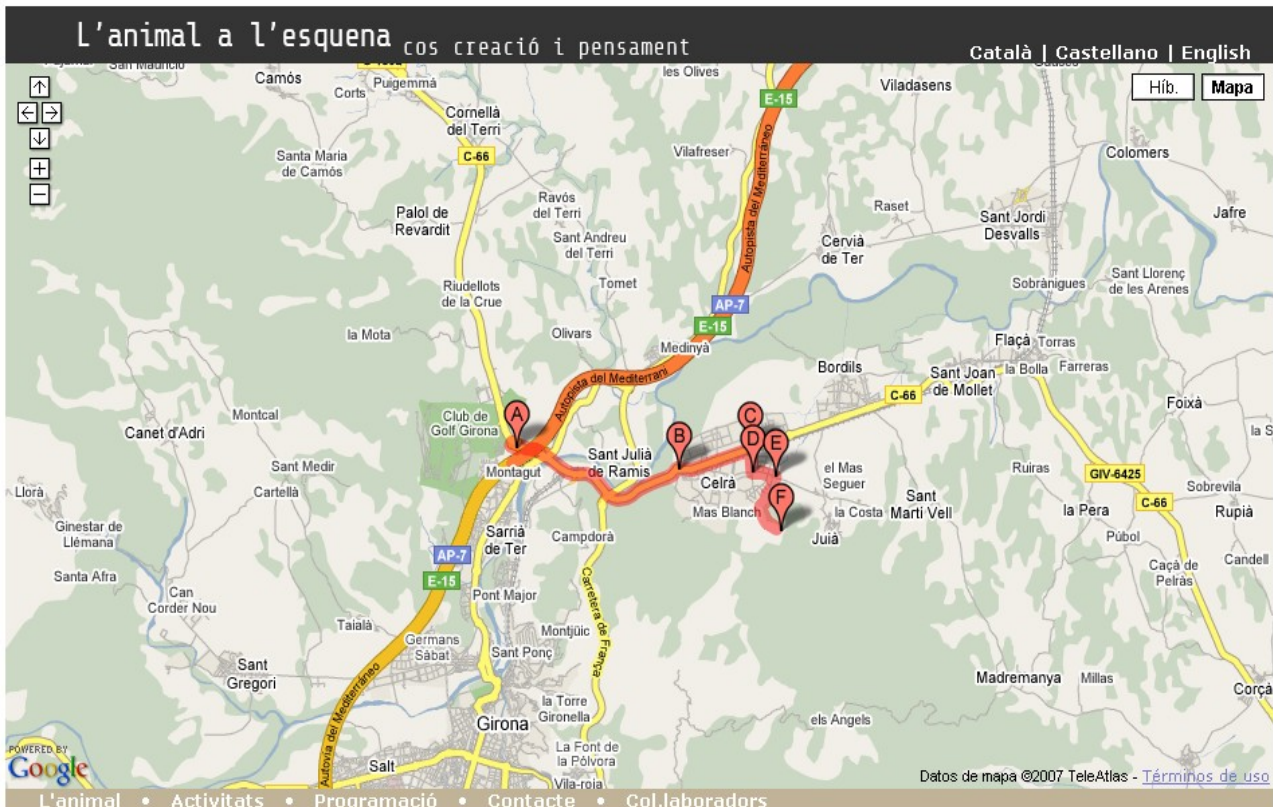 L'animal a l'esquena cos creació i pensament
Català | Castellano | English
Híb.
Mapa
San Mauricio
Camós
Corts
Puigemmà
les Olives
Viladasens
E-15
Cornellà
del Terri
Colomers
Santa Maria
de Camós
C-66
Vilafreser
Autopista del Mediterráneo
Ravós
del Terri
Raset
Sant Jordi
Desvalls
Jafre
Palol de
Revardit
Sant Andreu
del Terri
Cervià
de Ter
Riudellots
de la Crue
Tomet
Sobrànigues
Sant Llorenç
de les Arenes
AP-7
E-15
la Mota
Olivars
Medinyà
Flaçà
Torras
la Bolla
Farreras
Bordils
Sant Joan
de Mollet
Autopista del Mediterrani
C-66
Foixà
Montcal
Club de
Golf Girona
A
B
C
D
E
F
Canet d'Adri
Sant Medir
Montagut
Sant Julià
de Ramis
Celrà
el Mas
Seguer
Ruiras
GIV-6425
Sobrevila
Llorà
Cartellà
Mas Blanch
la Costa
Sant
Marti Vell
la Pera
C-66
Rupià
Ginestar de
Llémana
Sarrià
de Ter
Campdorà
Juià
Púbol
Candell
AP-7
E-15
Santa Afra
Caçà de
Pelràs
Can
Corder Nou
Pont Major
Carretera de França
Taialà
Germans
Sàbat
Montjüic
Sant Ponç
Sant
Gregori
Autovia del Mediterráneo
la Torre
Gironella
Madremanya
Millas
Corçà
Girona
els Angels
La Font de
la Pòlvora
Salt
Vila-roja
POWERED BY
Google
Datos de mapa ©2007 TeleAtlas - Términos de uso
L'animal • Activitats • Programació • Contacte • Col.laboradors